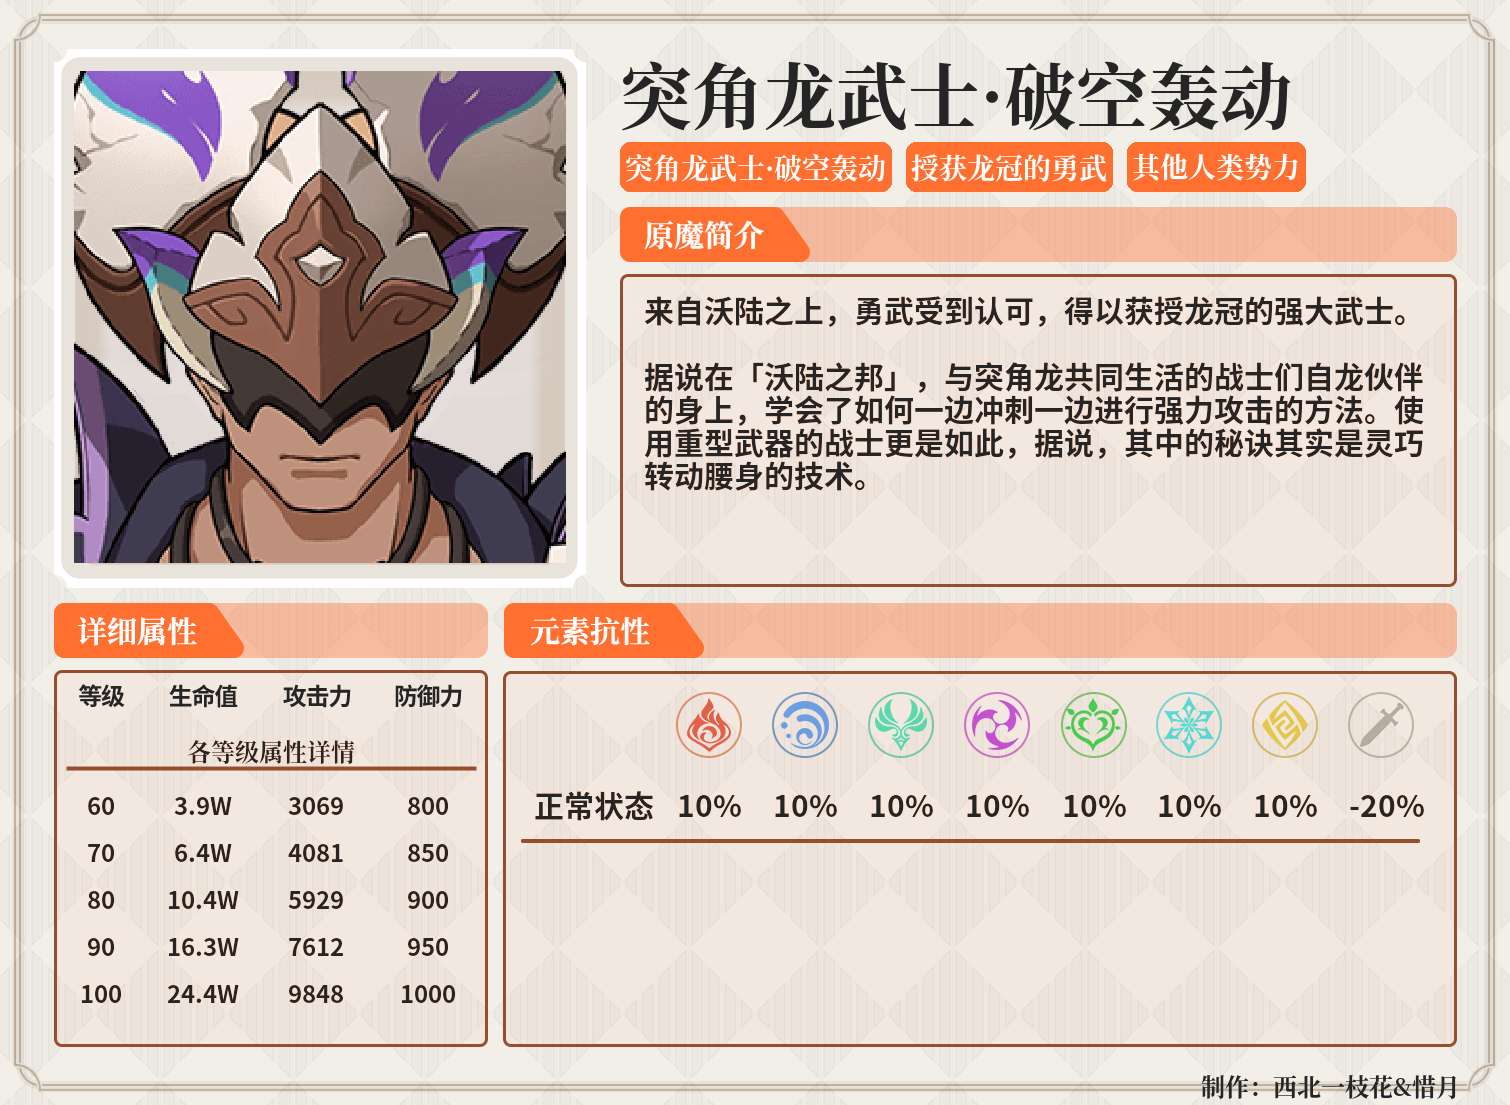 突角龙武士·破空轰动
突角龙武士·破空轰动 授获龙冠的勇武 其他人类势力
原魔简介
来自沃陆之上，勇武受到认可，得以获授龙冠的强大武士。
据说在「沃陆之邦」，与突角龙共同生活的战士们自龙伙伴
的身上，学会了如何一边冲刺一边进行强力攻击的方法。使
用重型武器的战士更是如此，据说，其中的秘诀其实是灵巧
转动腰身的技术。
详细属性
等级 生命值 攻击力 防御力
各等级属性详情
60 3.9W 3069 800
70 6.4W 4081 850
80 10.4W 5929 900
90 16.3W 7612 950
100 24.4W 9848 1000
元素抗性
正常状态 10% 10% 10% 10% 10% 10% 10% -20%
制作：西北一枝花&惜月